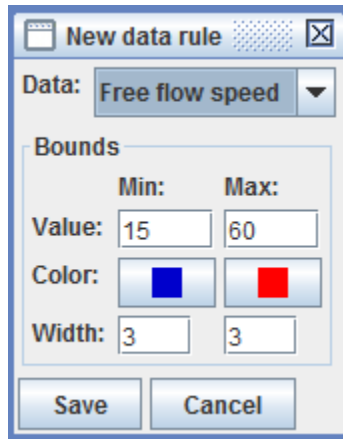 New data rule
Data: Free flow speed
Bounds
Min: Max:
Value: 15 60
Color:
Width: 3 3
Save Cancel